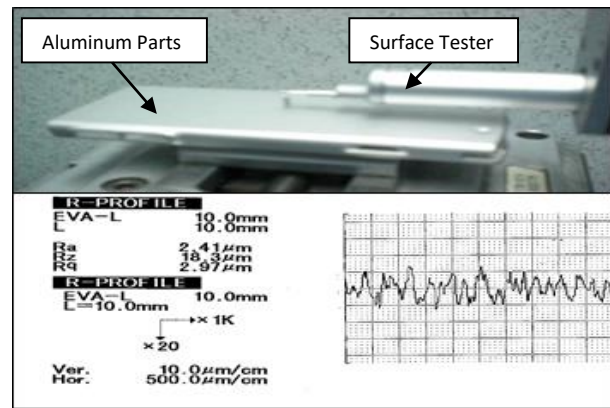 Aluminum Parts
Surface Tester
R-PROFILE
EVA-L 10.0mm
L 10.0mm
Ra 2.41μm
Rz 18.3μm
Rq 2.97μm
R-PROFILE
EVA-L 10.0mm
L=10.0mm
×1K
×20
Ver. 10.0μm/cm
Hor. 500.0μm/cm